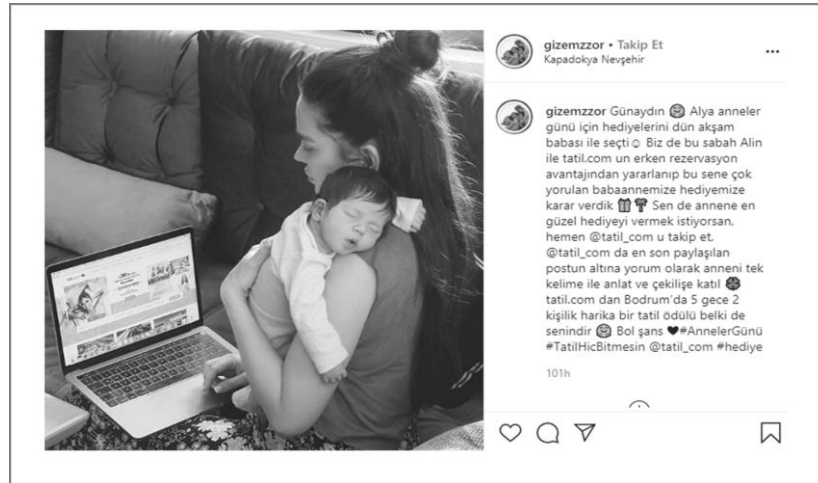 gizemzzor • Takip Et
Kapadokya Nevşehir
gizemzzor Günaydın 🤗 Alya anneler
günü için hediyelerini dün akşam
babası ile seçti☺ Biz de bu sabah Alin
ile tatil.com un erken rezervasyon
avantajından yararlanıp bu sene çok
yorulan babaannemize hediyemize
karar verdik 🎁🌴 Sen de annene en
güzel hediyeyi vermek istiyorsan,
hemen @tatil_com u takip et,
@tatil_com da en son paylaşılan
postun altına yorum olarak anneni tek
kelime ile anlat ve çekilişe katıl 🍀
tatil.com dan Bodrum'da 5 gece 2
kişilik harika bir tatil ödülü belki de
senindir 🤗 Bol şans ♥#AnnelerGünü
#TatilHicBitmesin @tatil_com #hediye
101h